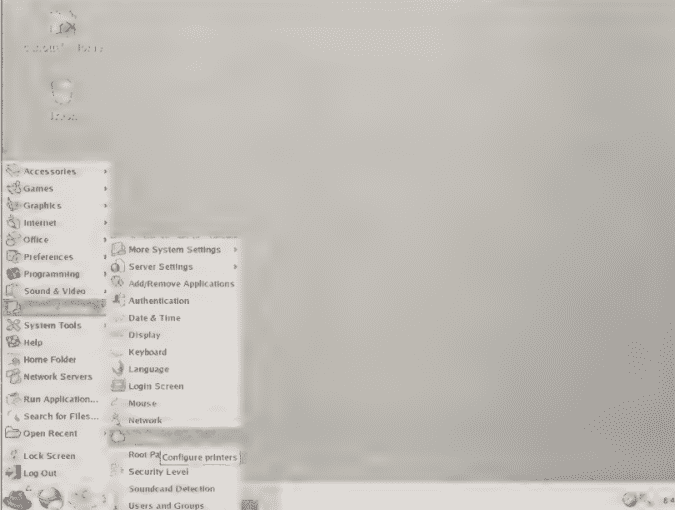 Accessories
Games
Graphics
Internet
Office
Preferences
Programming
Sound & Video
System Tools
Help
Home Folder
Network Servers
Run Application...
Search for Files...
Open Recent
Lock Screen
Log Out
More System Settings
Server Settings
Add/Remove Applications
Authentication
Date & Time
Display
Keyboard
Language
Login Screen
Mouse
Network
Root Pa
Configure printers
Security Level
Soundcard Detection
Users and Groups